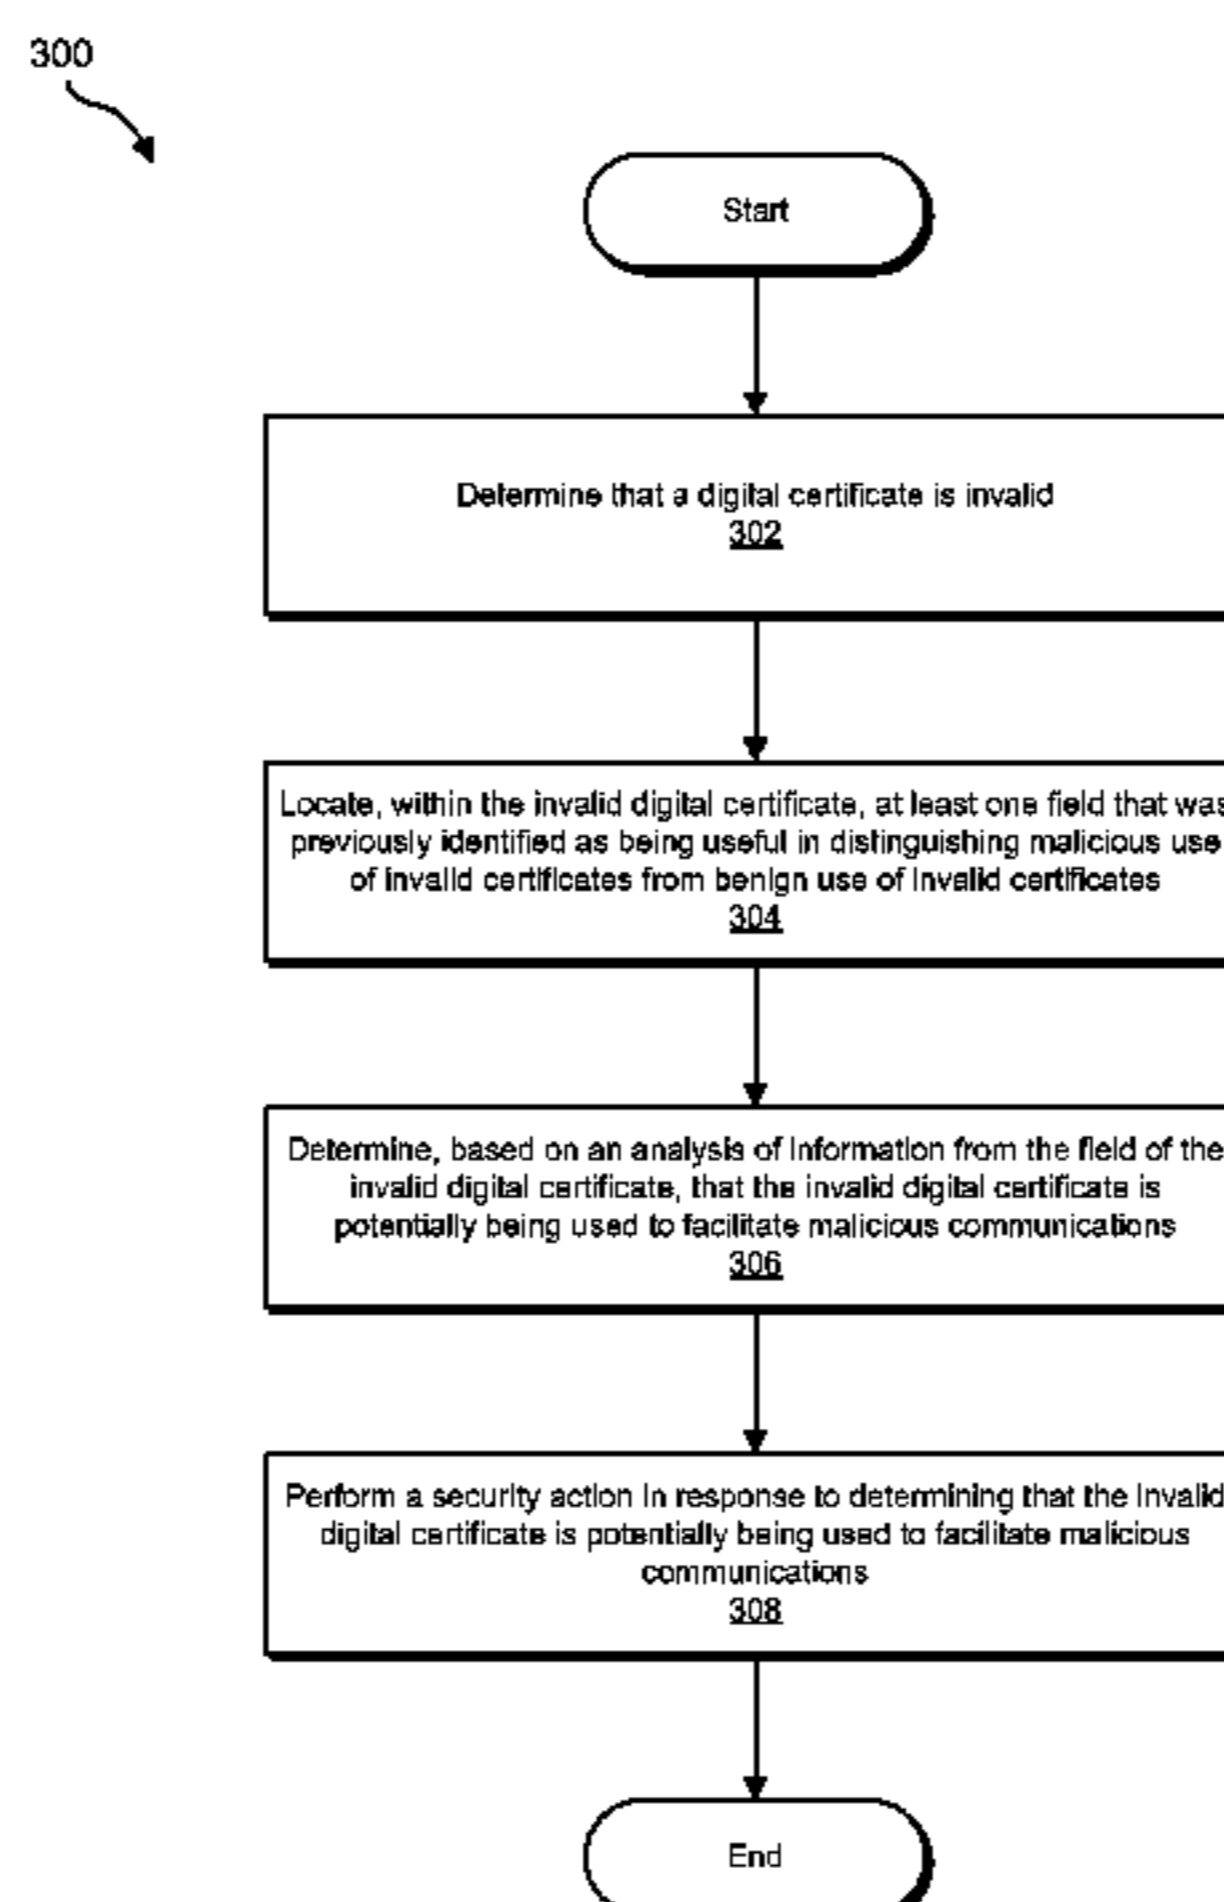 300
Start
Determine that a digital certificate is invalid
302
Locate, within the invalid digital certificate, at least one field that was
previously identified as being useful in distinguishing malicious use
of invalid certificates from benign use of invalid certificates
304
Determine, based on an analysis of information from the field of the
invalid digital certificate, that the invalid digital certificate is
potentially being used to facilitate malicious communications
306
Perform a security action in response to determining that the invalid
digital certificate is potentially being used to facilitate malicious
communications
308
End